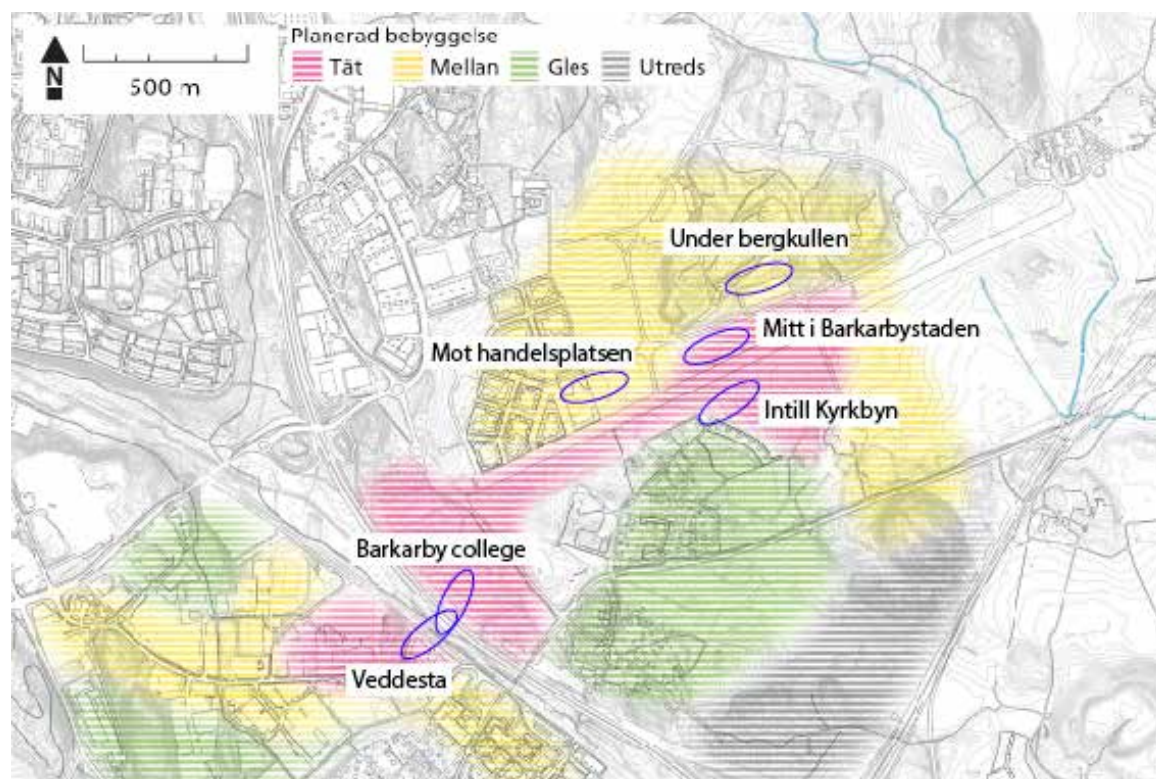 Planerad bebyggelse
N
500 m
Tät
Mellan
Gles
Utreds
Under bergkullen
Mitt i Barkarbystaden
Mot handelsplatsen
Intill Kyrkbyn
Barkarby college
Veddesta